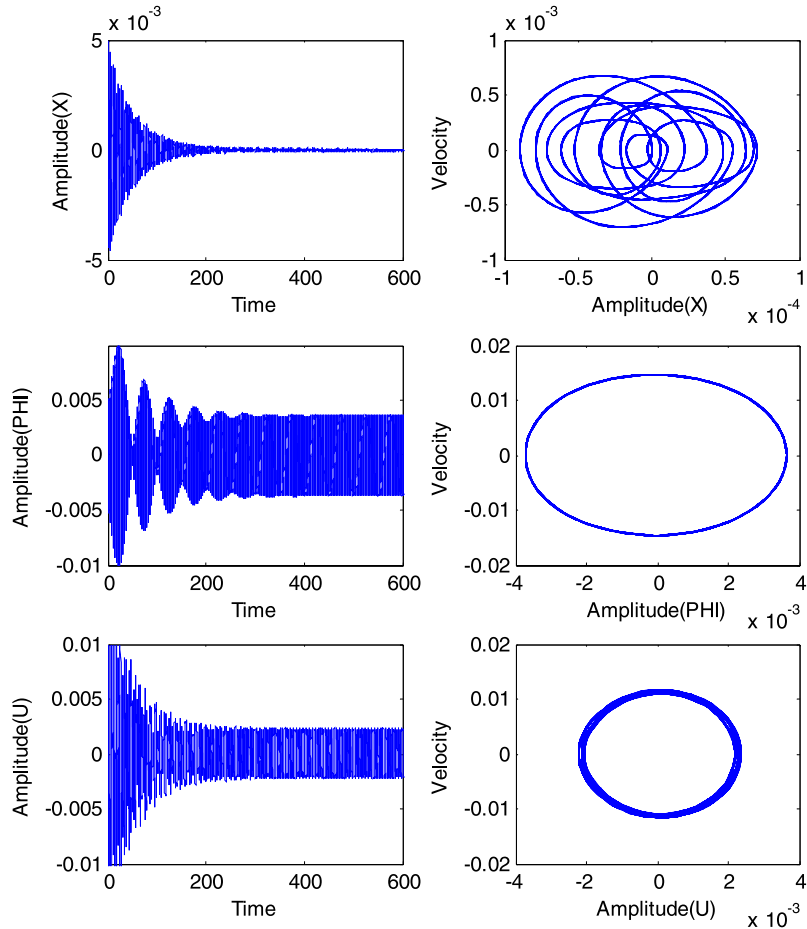 x 10⁻³
5
0
-5
Amplitude(X)
0 200 400 600
Time
x 10⁻³
1
0.5
0
-0.5
-1
Velocity
-1 -0.5 0 0.5 1
Amplitude(X)
x 10⁻⁴
0.005
0
-0.005
-0.01
Amplitude(PHI)
0 200 400 600
Time
0.02
0.01
0
-0.01
-0.02
Velocity
-4 -2 0 2 4
Amplitude(PHI)
x 10⁻³
0.01
0.005
0
-0.005
-0.01
Amplitude(U)
0 200 400 600
Time
0.02
0.01
0
-0.01
-0.02
Velocity
-4 -2 0 2 4
Amplitude(U)
x 10⁻³